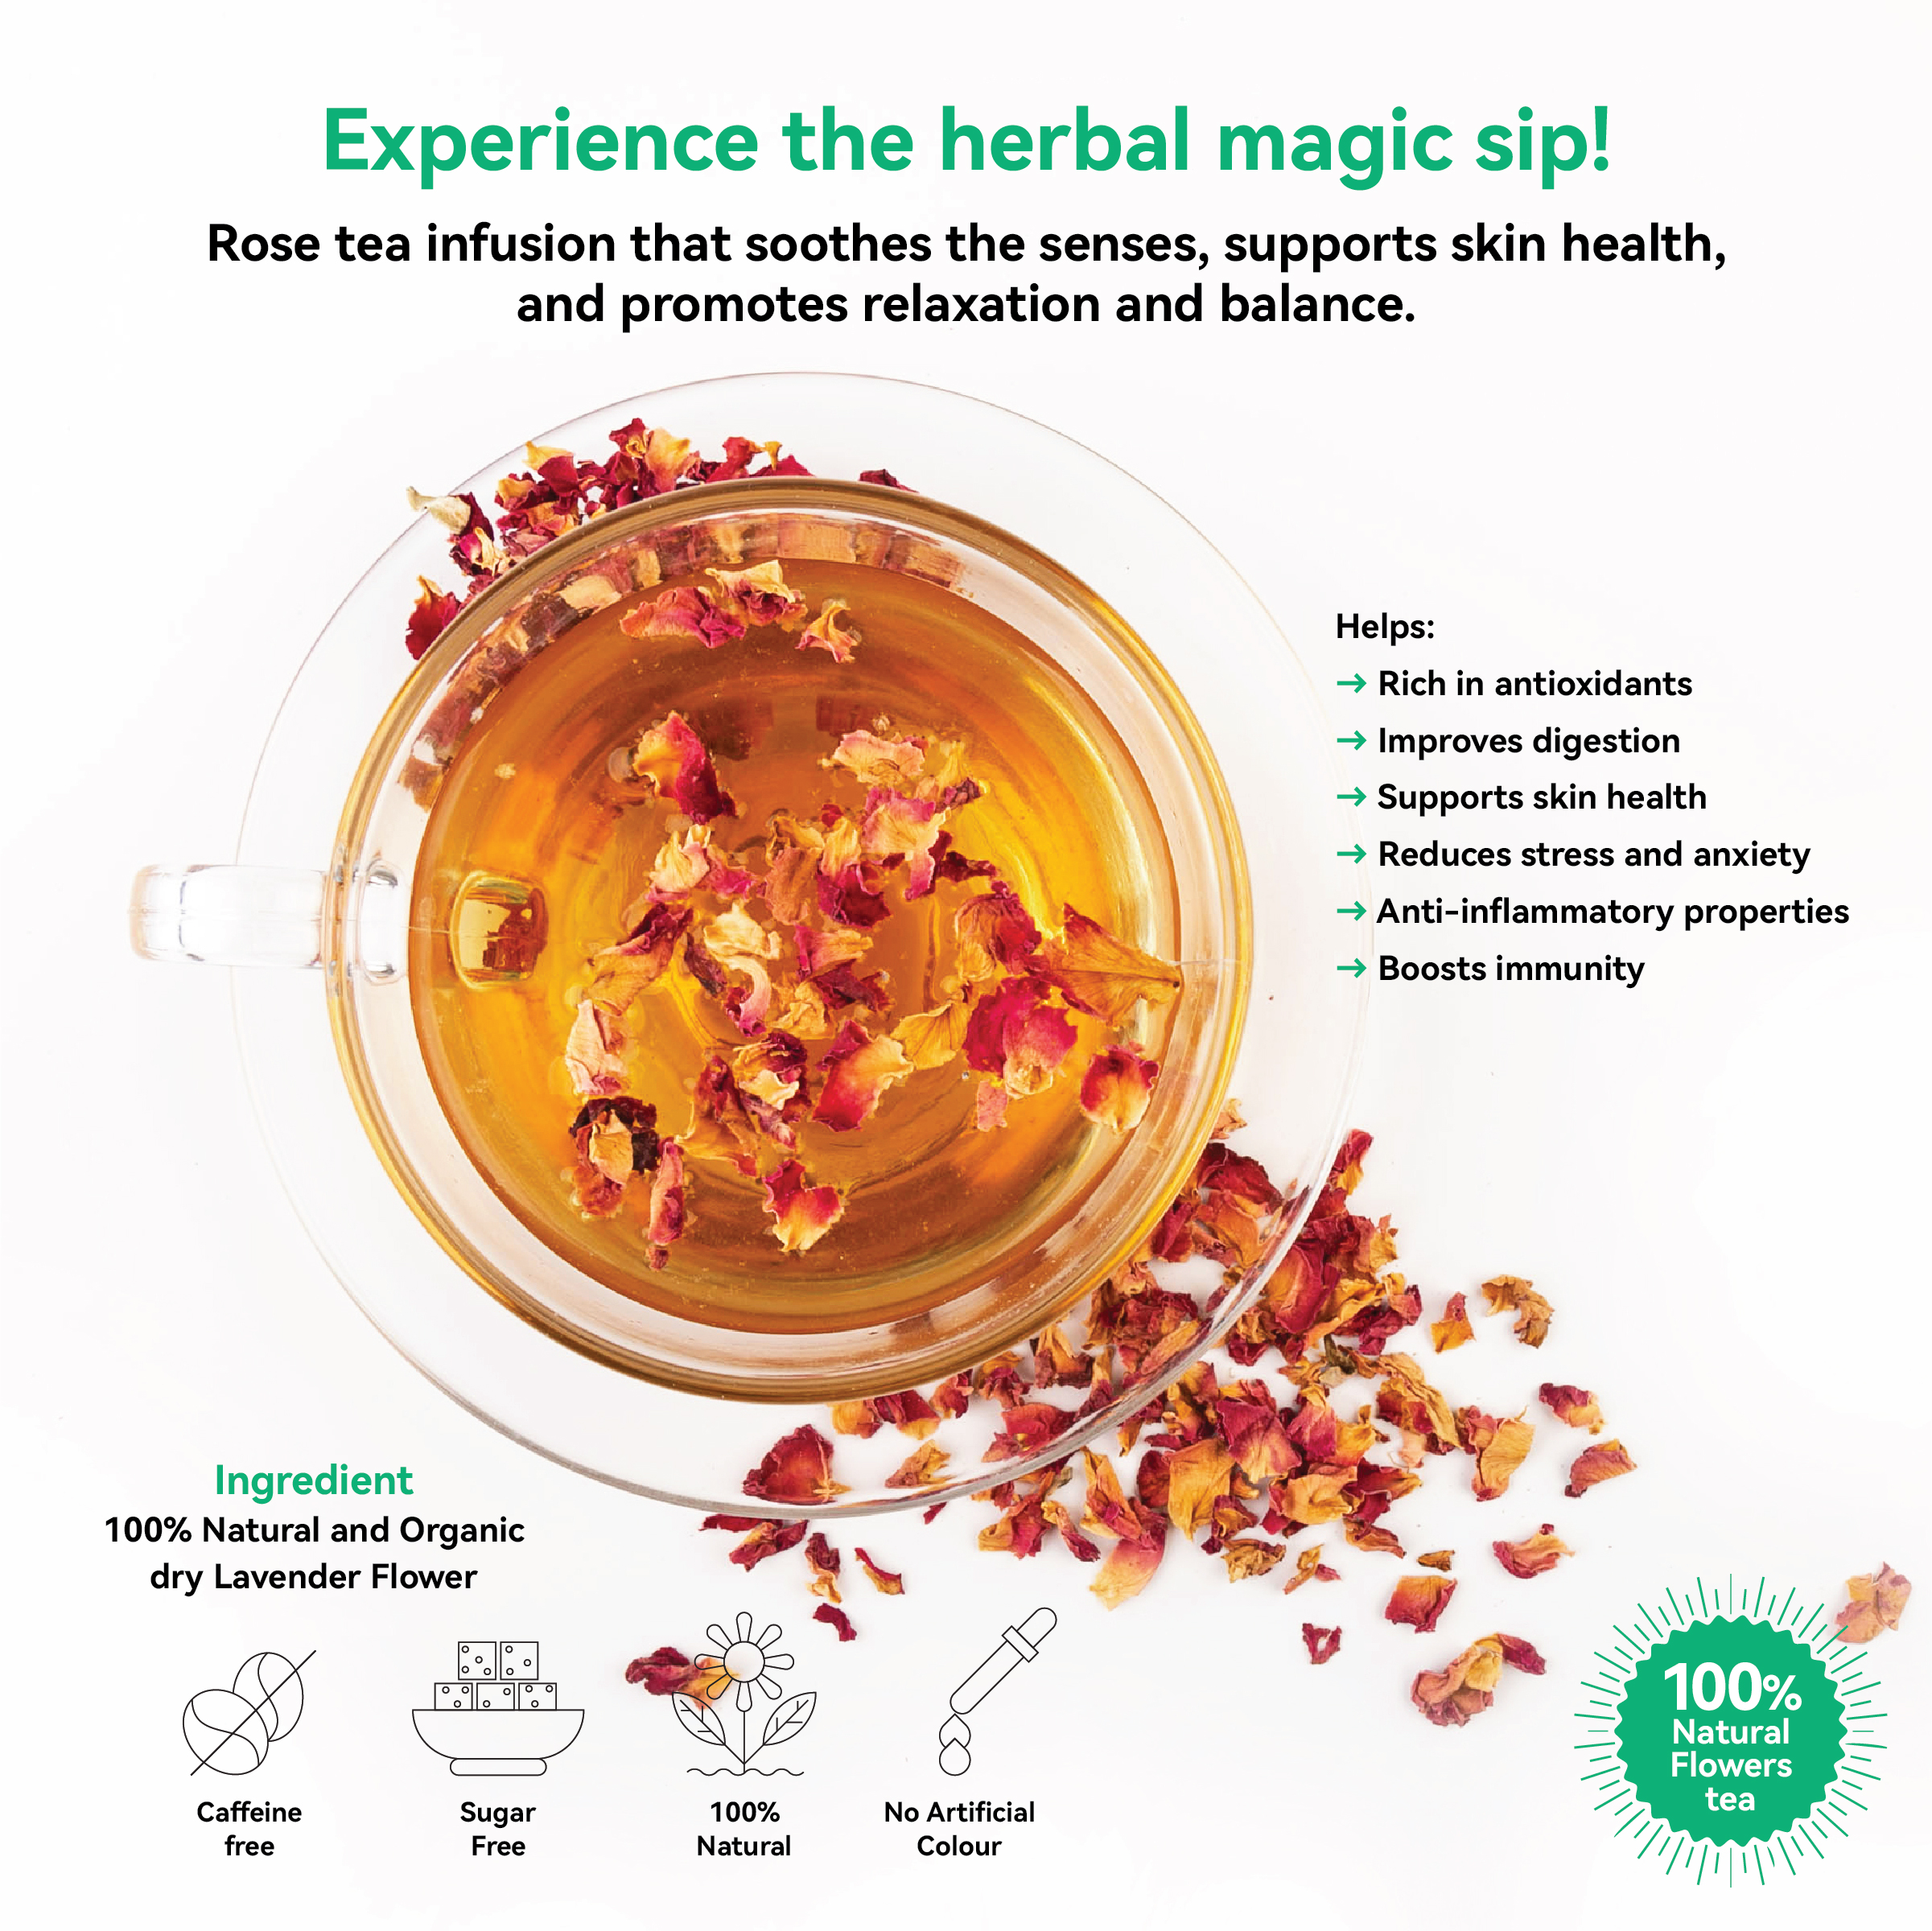 Experience the herbal magic sip!
Rose tea infusion that soothes the senses, supports skin health,
and promotes relaxation and balance.
Helps:
→ Rich in antioxidants
→ Improves digestion
→ Supports skin health
→ Reduces stress and anxiety
→ Anti-inflammatory properties
→ Boosts immunity
Ingredient
100% Natural and Organic
dry Lavender Flower
Caffeine
free
Sugar
Free
100%
Natural
No Artificial
Colour
100%
Natural
Flowers
tea